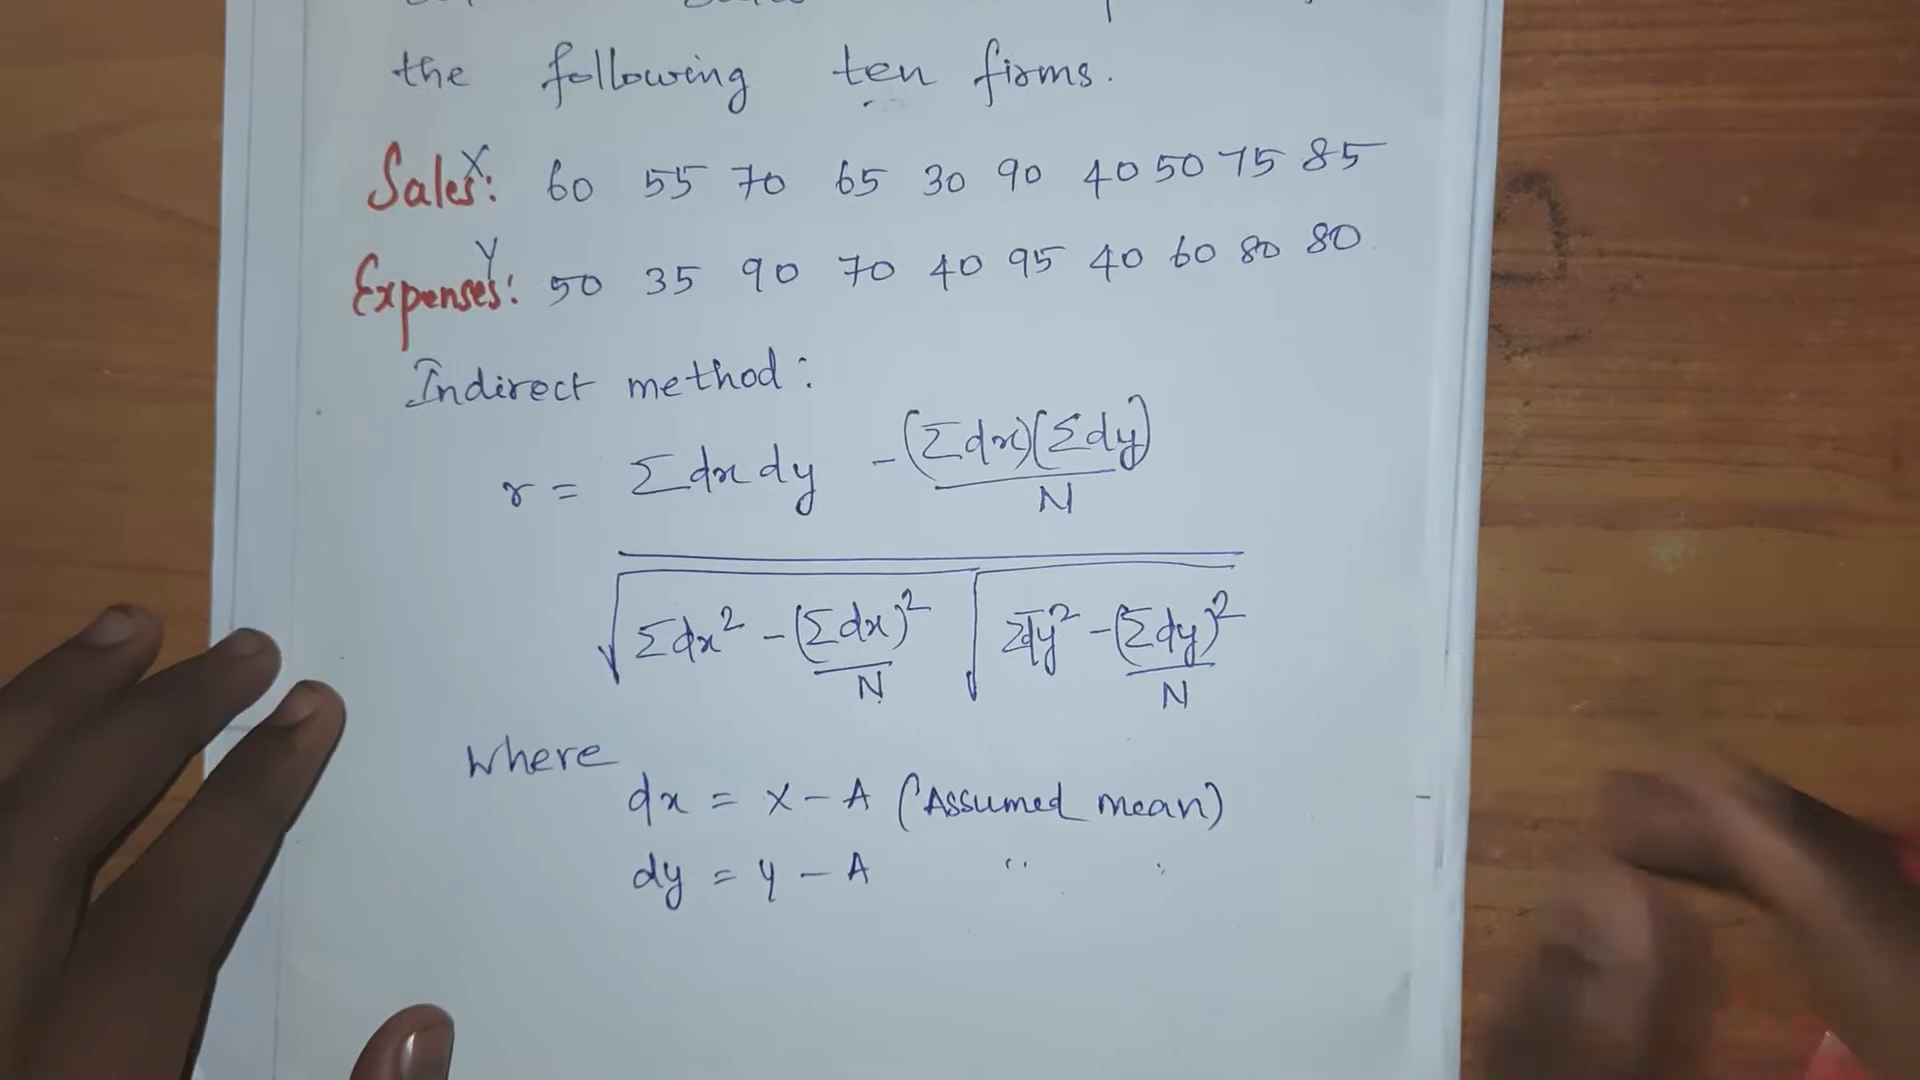 the following ten firms.
Sales: X 60 55 70 65 30 90 40 50 75 85
Expenses: Y 50 35 90 70 40 95 40 60 80 80
Indirect method:
r = Σdxdy - (Σdx)(Σdy)
N
√Σdx² - (Σdx)² √Σdy² - (Σdy)²
N N
Where
dx = X - A (Assumed mean)
dy = y - A " "